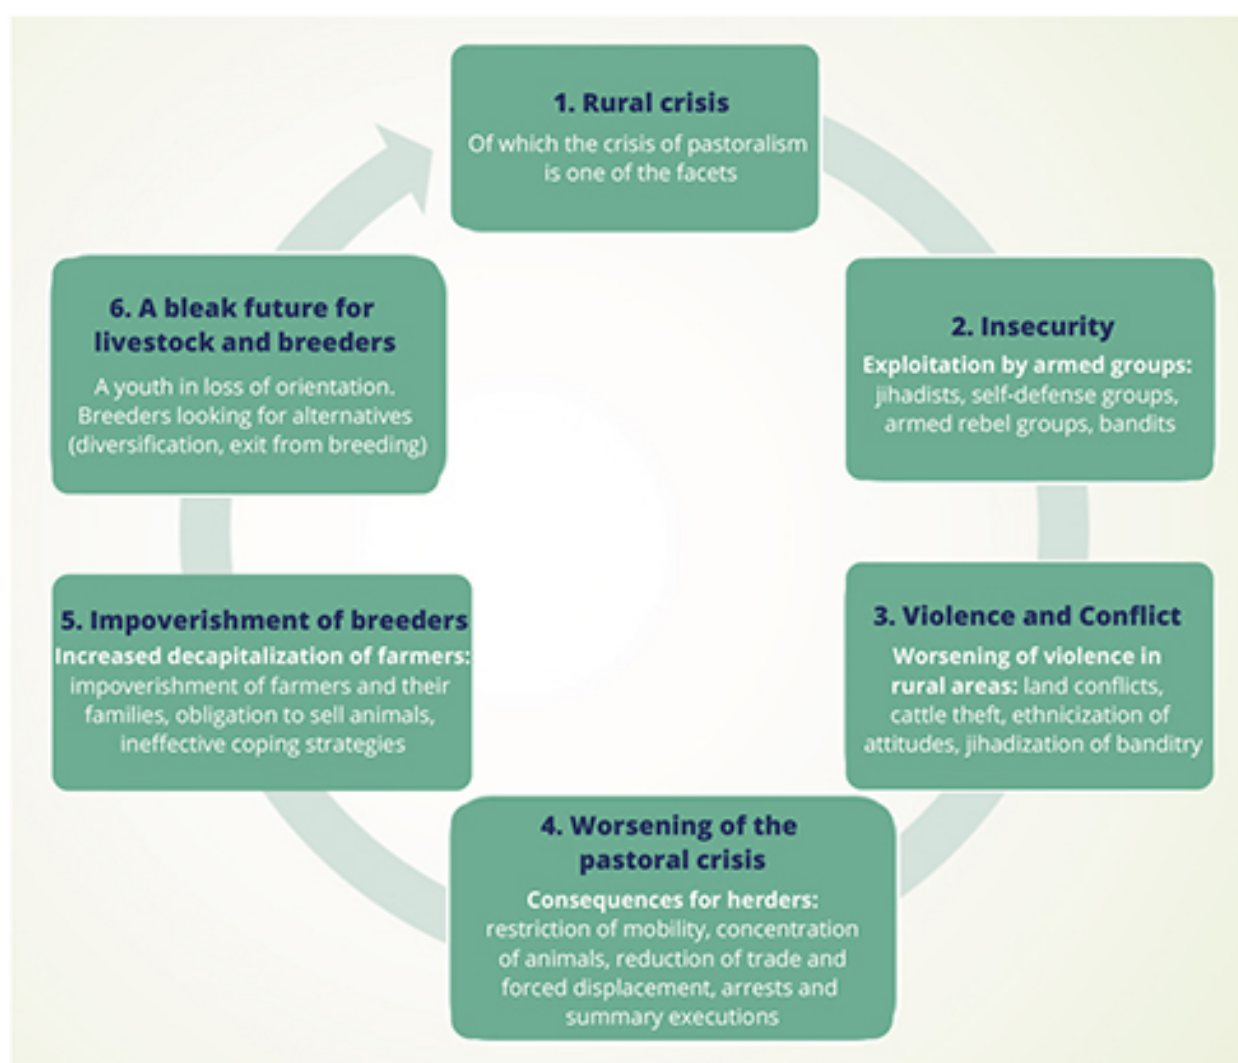 1. Rural crisis
Of which the crisis of pastoralism
is one of the facets
2. Insecurity
Exploitation by armed groups:
jihadists, self-defense groups,
armed rebel groups, bandits
3. Violence and Conflict
Worsening of violence in
rural areas: land conflicts,
cattle theft, ethnicization of
attitudes, jihadization of banditry
4. Worsening of the
pastoral crisis
Consequences for herders:
restriction of mobility, concentration
of animals, reduction of trade and
forced displacement, arrests and
summary executions
5. Impoverishment of breeders
Increased decapitalization of farmers:
impoverishment of farmers and their
families, obligation to sell animals,
ineffective coping strategies
6. A bleak future for
livestock and breeders
A youth in loss of orientation.
Breeders looking for alternatives
(diversification, exit from breeding)